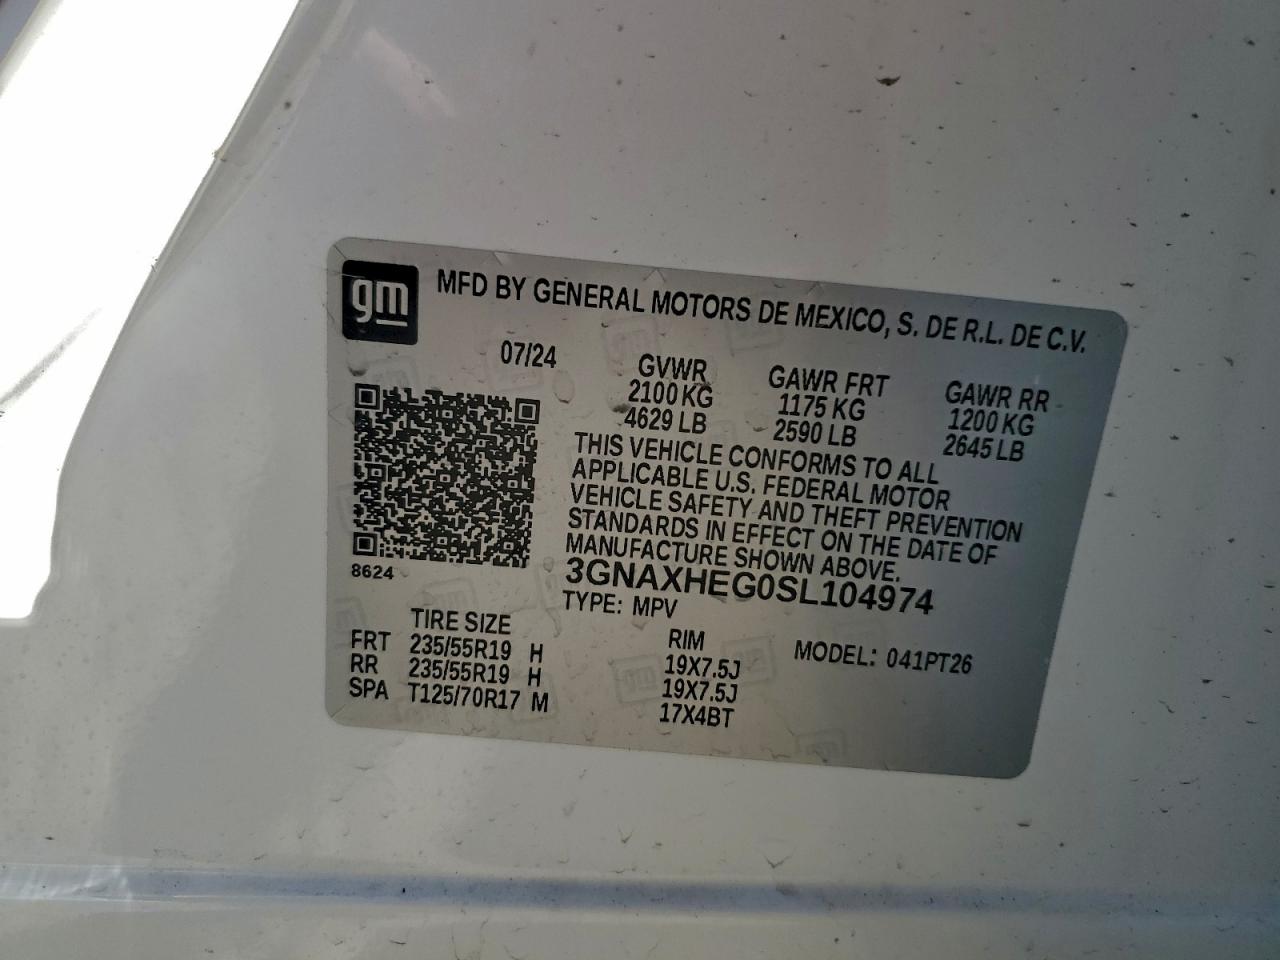 gm
MFD BY GENERAL MOTORS DE MEXICO, S. DE R.L. DE C.V.
07/24
GVWR
2100 KG
4629 LB
GAWR FRT
1175 KG
2590 LB
GAWR RR
1200 KG
2645 LB
THIS VEHICLE CONFORMS TO ALL
APPLICABLE U.S. FEDERAL MOTOR
VEHICLE SAFETY AND THEFT PREVENTION
STANDARDS IN EFFECT ON THE DATE OF
MANUFACTURE SHOWN ABOVE.
8624
3GNAXHEG0SL104974
TYPE: MPV
MODEL: 041PT26
TIRE SIZE RIM
FRT 235/55R19 H 19X7.5J
RR 235/55R19 H 19X7.5J
SPA T125/70R17 M 17X4BT